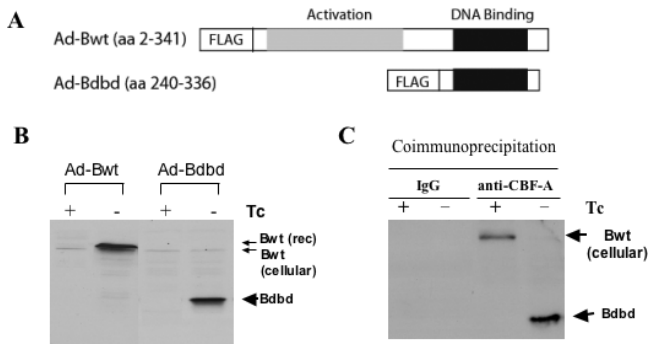 A
Activation
DNA Binding
Ad-Bwt (aa 2-341)
FLAG
Ad-Bdbd (aa 240-336)
FLAG
B
Ad-Bwt Ad-Bdbd
+ - + - Tc
Bwt (rec)
Bwt
(cellular)
Bdbd
C
Coimmunoprecipitation
IgG anti-CBF-A
+ – + – Tc
Bwt
(cellular)
Bdbd